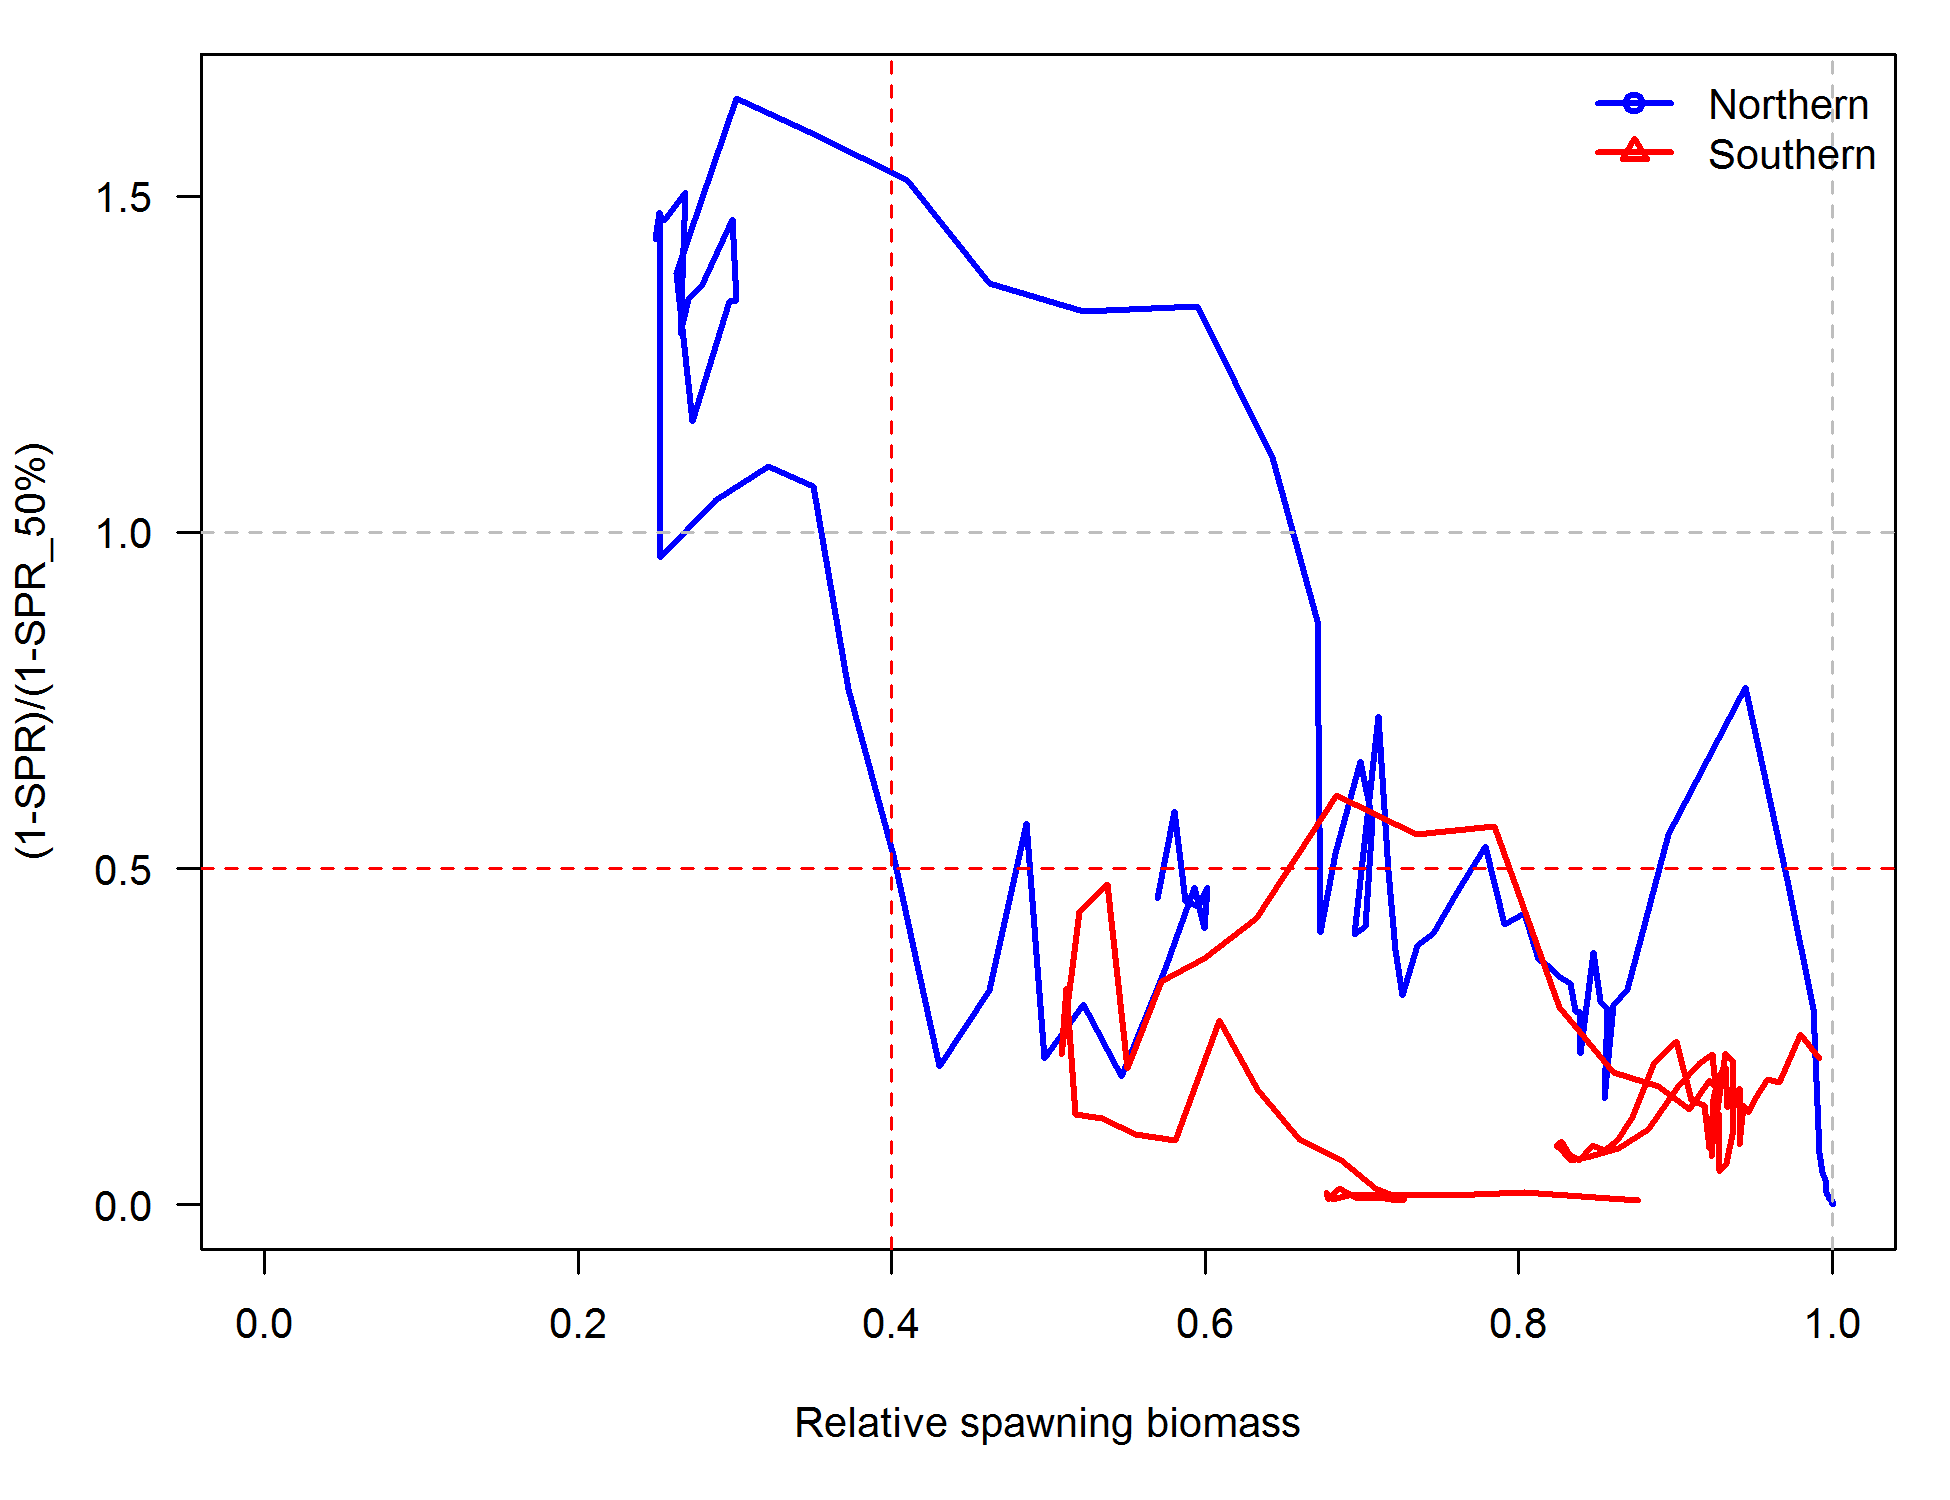 Northern
Southern
1.5
1.0
0.5
0.0
(1-SPR)/(1-SPR_50%)
0.0 0.2 0.4 0.6 0.8 1.0
Relative spawning biomass